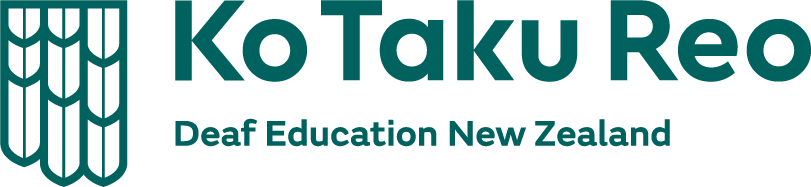 Ko Taku Reo
Deaf Education New Zealand